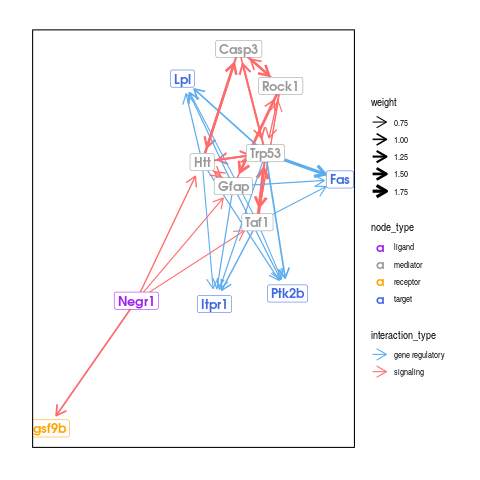 Casp3
Lpl
Rock1
Htt
Trp53
Gfap
Fas
Taf1
Negr1
Itpr1
Ptk2b
gsf9b
weight
0.75
1.00
1.25
1.50
1.75
node_type
a ligand
a mediator
a receptor
a target
interaction_type
gene regulatory
signaling